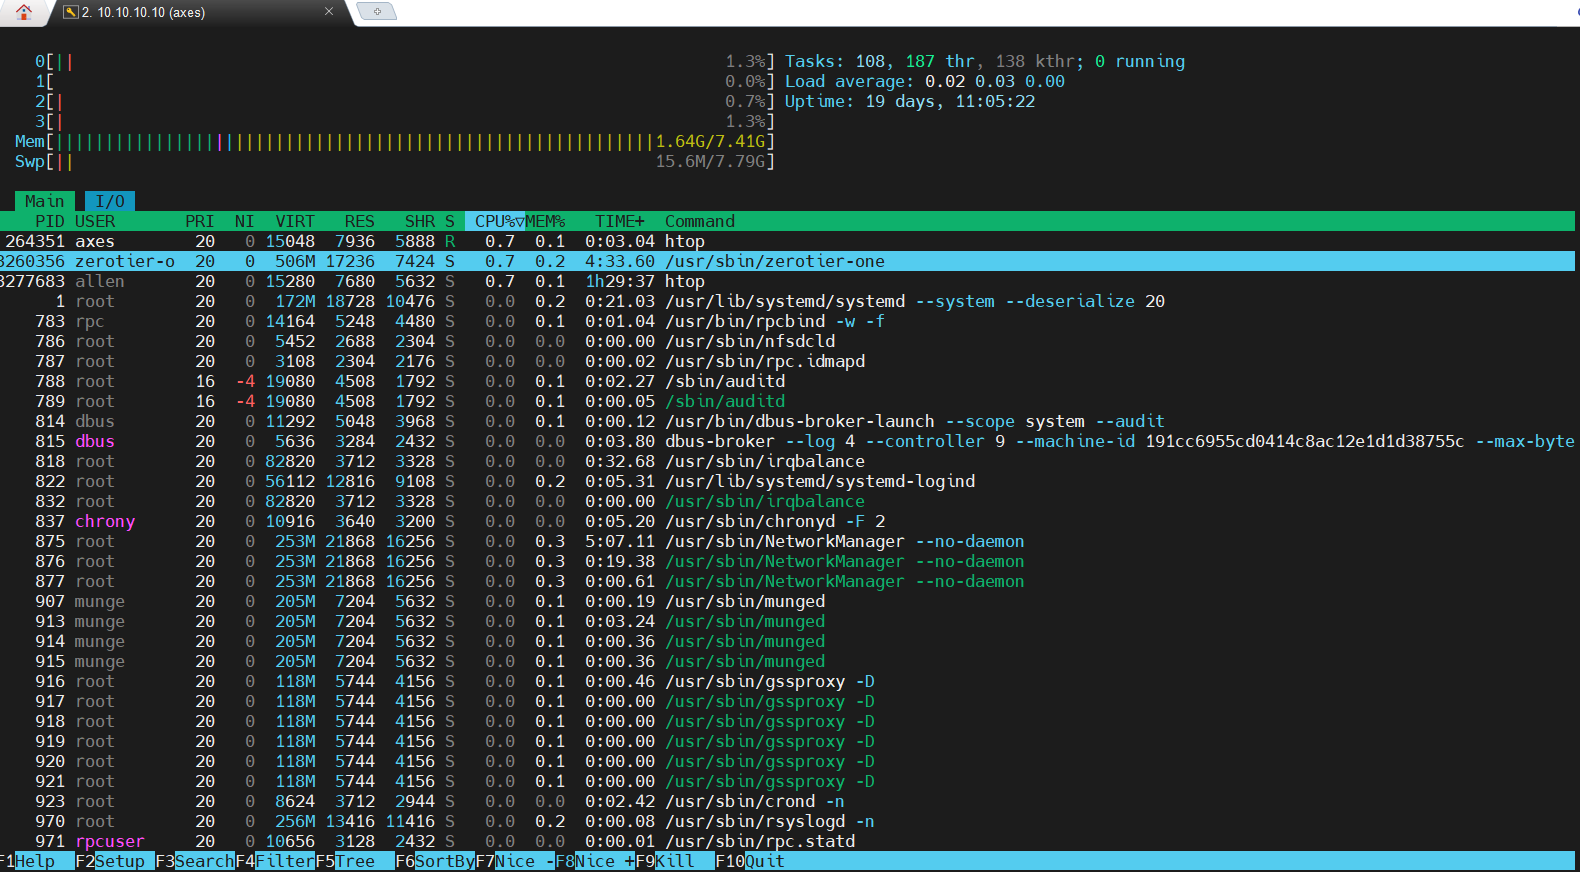 2. 10.10.10.10 (axes)
0[|| 1.3%] Tasks: 108, 187 thr, 138 kthr; 0 running
1[ 0.0%] Load average: 0.02 0.03 0.00
2[| 0.7%] Uptime: 19 days, 11:05:22
3[| 1.3%]
Mem[||||||||||||||||||||||||||||||||||||||||||||||||||||||||||||1.64G/7.41G]
Swp[|| 15.6M/7.79G]
Main I/O
PID USER PRI NI VIRT RES SHR S CPU%▽MEM% TIME+ Command
264351 axes 20 0 15048 7936 5888 R 0.7 0.1 0:03.04 htop
3260356 zerotier-o 20 0 506M 17236 7424 S 0.7 0.2 4:33.60 /usr/sbin/zerotier-one
3277683 allen 20 0 15280 7680 5632 S 0.7 0.1 1h29:37 htop
1 root 20 0 172M 18728 10476 S 0.0 0.2 0:21.03 /usr/lib/systemd/systemd --system --deserialize 20
783 rpc 20 0 14164 5248 4480 S 0.0 0.1 0:01.04 /usr/bin/rpcbind -w -f
786 root 20 0 5452 2688 2304 S 0.0 0.0 0:00.00 /usr/sbin/nfsdcld
787 root 20 0 3108 2304 2176 S 0.0 0.0 0:00.02 /usr/sbin/rpc.idmapd
788 root 16 -4 19080 4508 1792 S 0.0 0.1 0:02.27 /sbin/auditd
789 root 16 -4 19080 4508 1792 S 0.0 0.1 0:00.05 /sbin/auditd
814 dbus 20 0 11292 5048 3968 S 0.0 0.1 0:00.12 /usr/bin/dbus-broker-launch --scope system --audit
815 dbus 20 0 5636 3284 2432 S 0.0 0.0 0:03.80 dbus-broker --log 4 --controller 9 --machine-id 191cc6955cd0414c8ac12e1d1d38755c --max-byte
818 root 20 0 82820 3712 3328 S 0.0 0.0 0:32.68 /usr/sbin/irqbalance
822 root 20 0 56112 12816 9108 S 0.0 0.2 0:05.31 /usr/lib/systemd/systemd-logind
832 root 20 0 82820 3712 3328 S 0.0 0.0 0:00.00 /usr/sbin/irqbalance
837 chrony 20 0 10916 3640 3200 S 0.0 0.0 0:05.20 /usr/sbin/chronyd -F 2
875 root 20 0 253M 21868 16256 S 0.0 0.3 5:07.11 /usr/sbin/NetworkManager --no-daemon
876 root 20 0 253M 21868 16256 S 0.0 0.3 0:19.38 /usr/sbin/NetworkManager --no-daemon
877 root 20 0 253M 21868 16256 S 0.0 0.3 0:00.61 /usr/sbin/NetworkManager --no-daemon
907 munge 20 0 205M 7204 5632 S 0.0 0.1 0:00.19 /usr/sbin/munged
913 munge 20 0 205M 7204 5632 S 0.0 0.1 0:03.24 /usr/sbin/munged
914 munge 20 0 205M 7204 5632 S 0.0 0.1 0:00.36 /usr/sbin/munged
915 munge 20 0 205M 7204 5632 S 0.0 0.1 0:00.36 /usr/sbin/munged
916 root 20 0 118M 5744 4156 S 0.0 0.1 0:00.46 /usr/sbin/gssproxy -D
917 root 20 0 118M 5744 4156 S 0.0 0.1 0:00.00 /usr/sbin/gssproxy -D
918 root 20 0 118M 5744 4156 S 0.0 0.1 0:00.00 /usr/sbin/gssproxy -D
919 root 20 0 118M 5744 4156 S 0.0 0.1 0:00.00 /usr/sbin/gssproxy -D
920 root 20 0 118M 5744 4156 S 0.0 0.1 0:00.00 /usr/sbin/gssproxy -D
921 root 20 0 118M 5744 4156 S 0.0 0.1 0:00.00 /usr/sbin/gssproxy -D
923 root 20 0 8624 3712 2944 S 0.0 0.0 0:02.42 /usr/sbin/crond -n
970 root 20 0 256M 13416 11416 S 0.0 0.2 0:00.08 /usr/sbin/rsyslogd -n
971 rpcuser 20 0 10656 3128 2432 S 0.0 0.0 0:00.01 /usr/sbin/rpc.statd
F1Help F2Setup F3SearchF4FilterF5Tree F6SortByF7Nice -F8Nice +F9Kill F10Quit